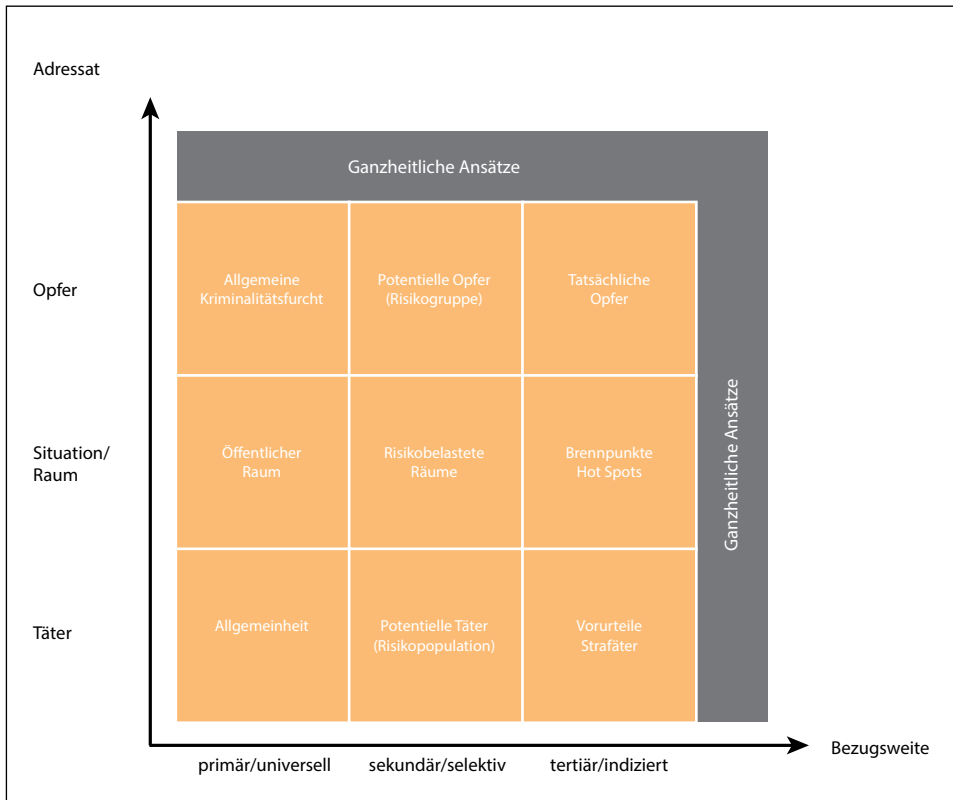 Adressat
Ganzheitliche Ansätze
Opfer
Allgemeine
Kriminalitätsfurcht
Potentielle Opfer
(Risikogruppe)
Tatsächliche
Opfer
Situation/
Raum
Öffentlicher
Raum
Risikobelastete
Räume
Brennpunkte
Hot Spots
Ganzheitliche Ansätze
Täter
Allgemeinheit
Potentielle Täter
(Risikopopulation)
Vorurteile
Strafäter
Bezugsweite
primär/universell
sekundär/selektiv
tertiär/indiziert